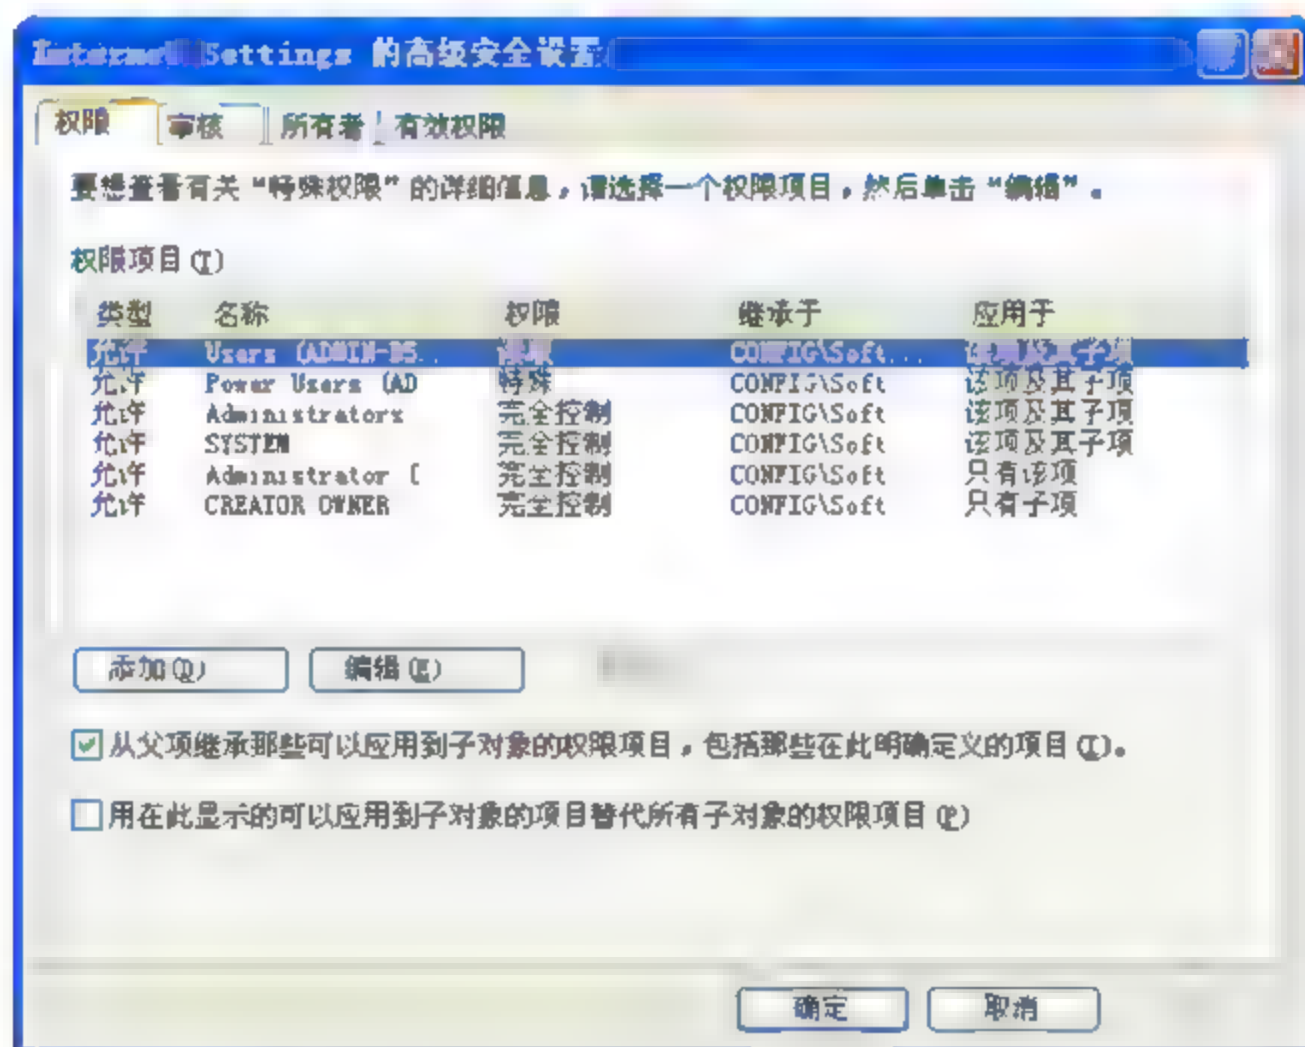 Internet Settings 的高级安全设置
权限 审核 所有者 有效权限
要想查看有关“特殊权限”的详细信息，请选择一个权限项目，然后单击“编辑”。
权限项目(T)
类型 名称 权限 继承于 应用于
允许 Users (ADMIN-... 读取 CONFIG\Soft... 该项及其子项
允许 Power Users (AD 特殊 CONFIG\Soft 该项及其子项
允许 Administrators 完全控制 CONFIG\Soft 该项及其子项
允许 SYSTEM 完全控制 CONFIG\Soft 该项及其子项
允许 Administrator ( 完全控制 CONFIG\Soft 只有该项
允许 CREATOR OWNER 完全控制 CONFIG\Soft 只有子项
添加(D) 编辑(E)
从父项继承那些可以应用到子对象的权限项目，包括那些在此明确定义的项目(I)。
用在此显示的可以应用到子对象的项目替代所有子对象的权限项目(P)
确定 取消